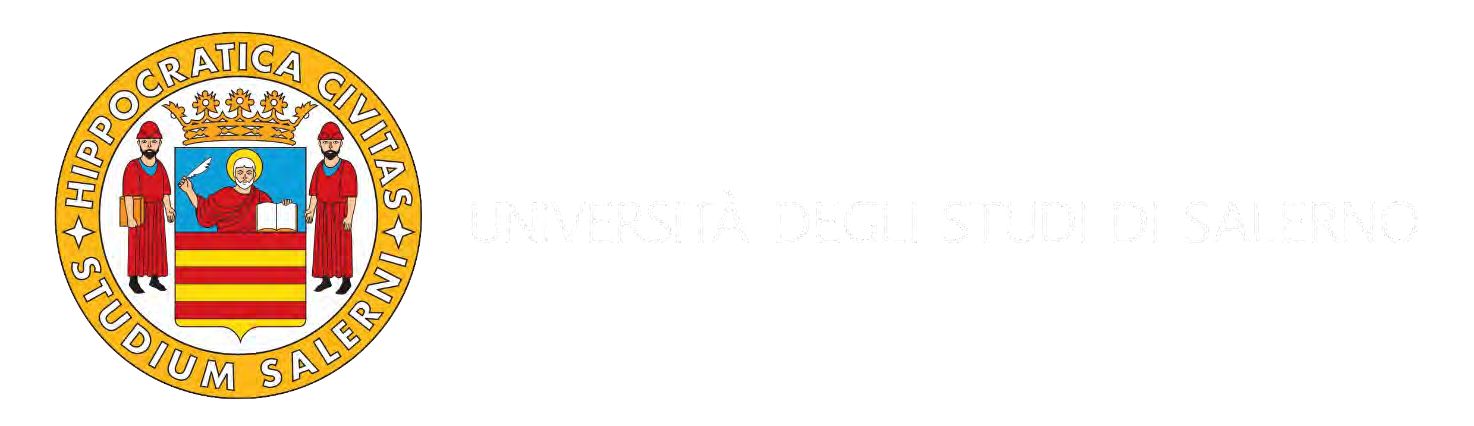 HIPPOCRATICA CIVITAS
STUDIUM SALERNI
UNIVERSITÀ DEGLI STUDI DI SALERNO